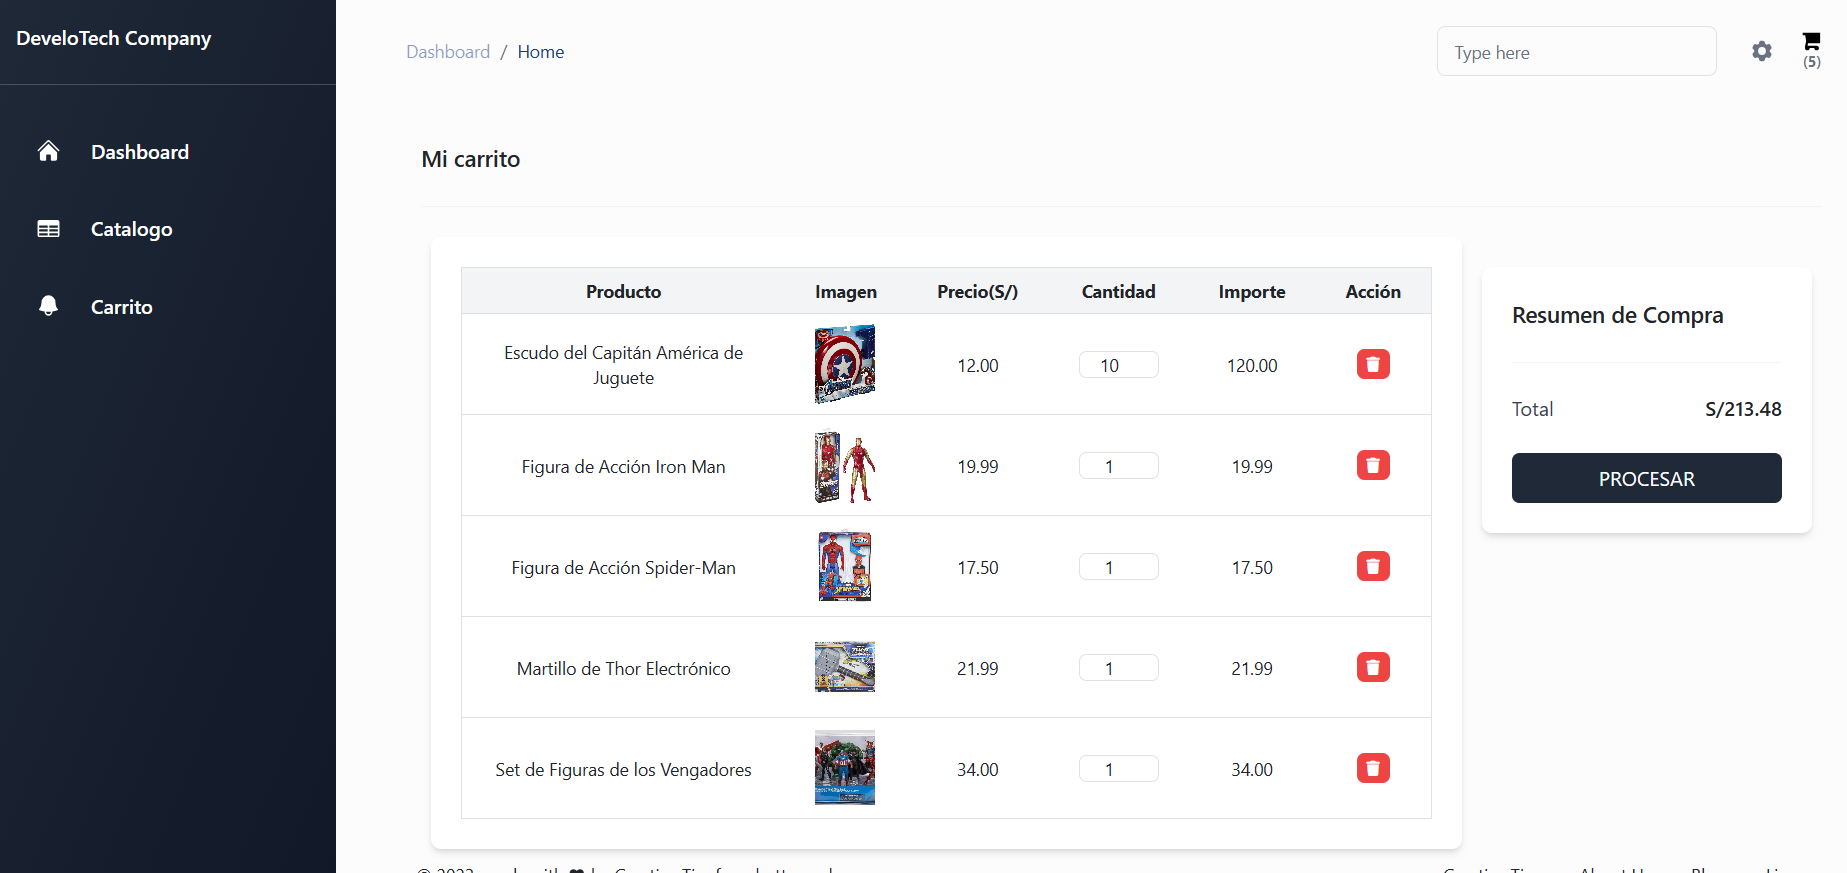 DeveloTech Company
Dashboard / Home
Type here
(5)
Dashboard
Catalogo
Carrito
Mi carrito
Producto Imagen Precio(S/) Cantidad Importe Acción
Escudo del Capitán América de
Juguete
12.00 10 120.00
Figura de Acción Iron Man 19.99 1 19.99
Figura de Acción Spider-Man 17.50 1 17.50
Martillo de Thor Electrónico 21.99 1 21.99
Set de Figuras de los Vengadores 34.00 1 34.00
Resumen de Compra
Total S/213.48
PROCESAR